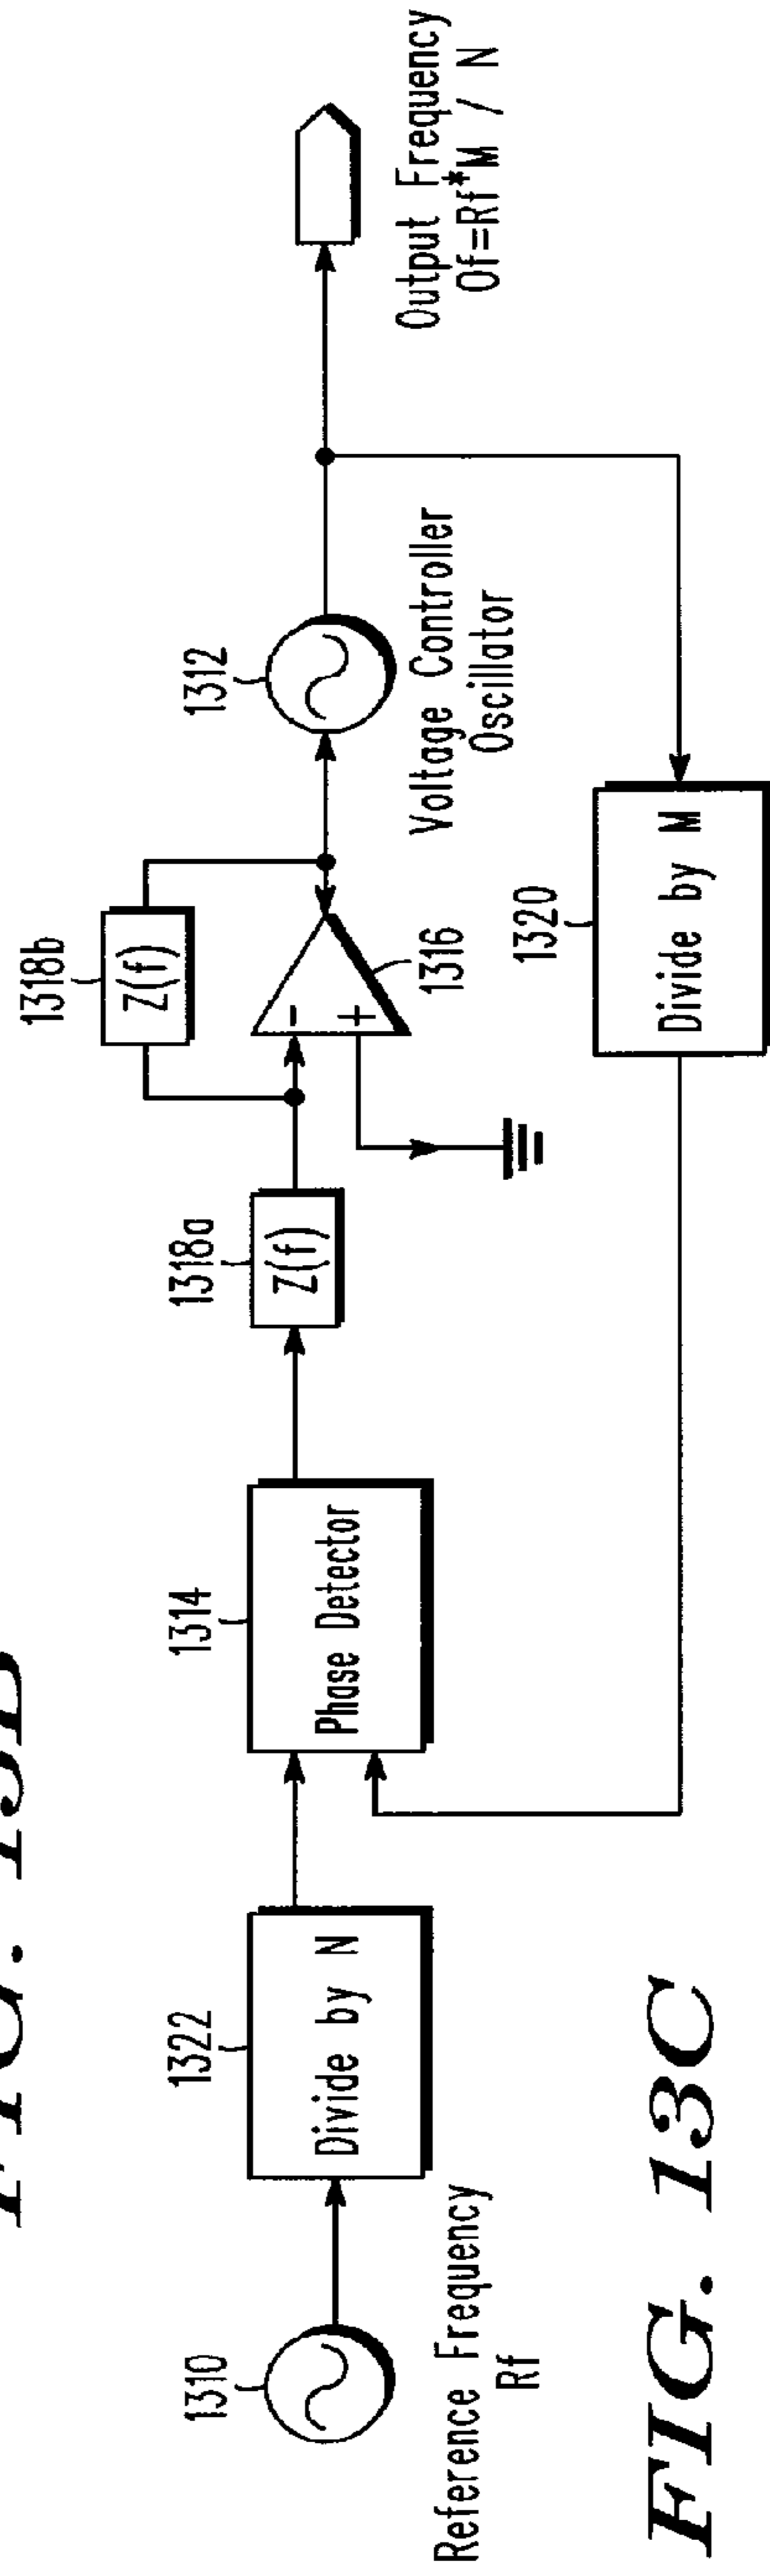 1310
Reference Frequency
Rf
1322
Divide by N
1314
Phase Detector
1318a
Z(f)
1318b
Z(f)
-
+
1316
1312
Voltage Controller
Oscillator
1320
Divide by M
Output Frequency
Of=Rf*M / N
FIG. 13C